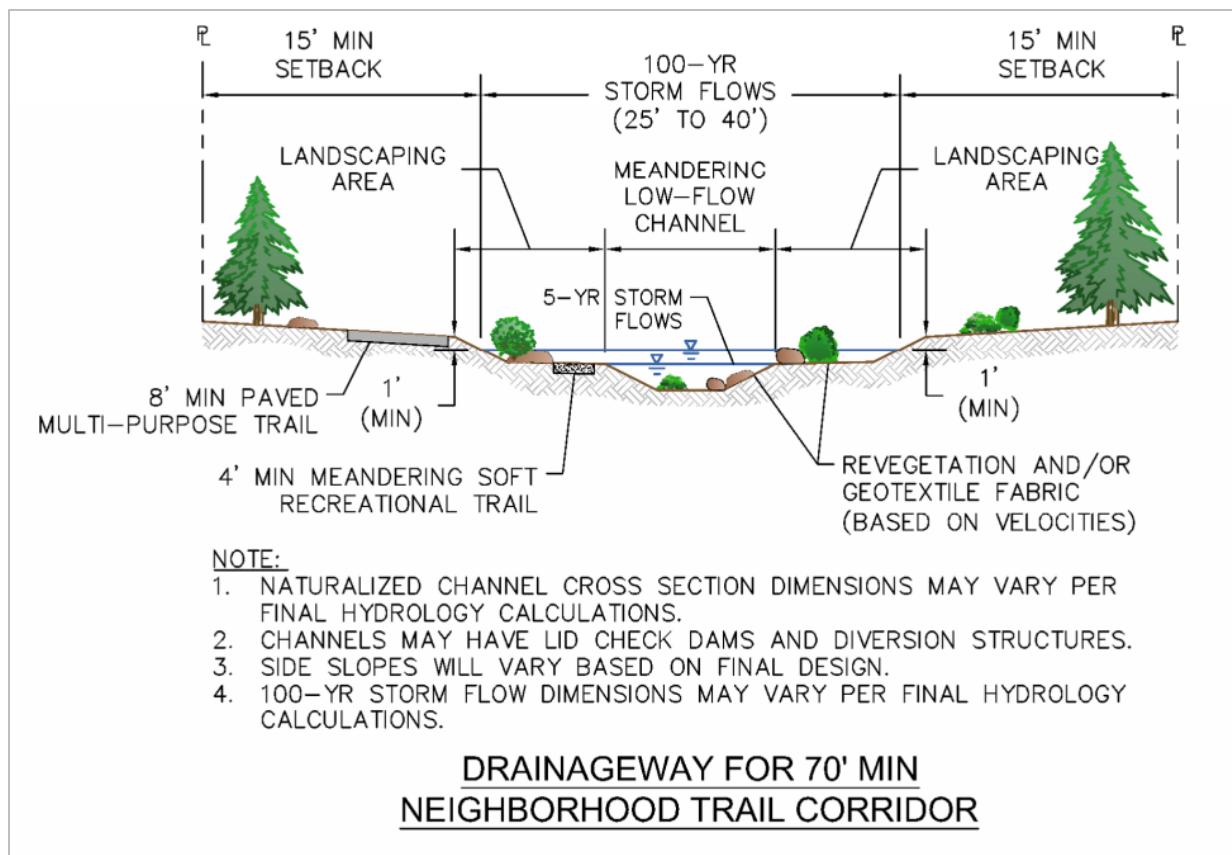 PL
PL
15' MIN
SETBACK
100-YR
STORM FLOWS
(25' TO 40')
15' MIN
SETBACK
LANDSCAPING
AREA
MEANDERING
LOW-FLOW
CHANNEL
LANDSCAPING
AREA
5-YR STORM
FLOWS
8' MIN PAVED
MULTI-PURPOSE TRAIL
1'
(MIN)
1'
(MIN)
4' MIN MEANDERING SOFT
RECREATIONAL TRAIL
REVEGETATION AND/OR
GEOTEXTILE FABRIC
(BASED ON VELOCITIES)
NOTE:
1. NATURALIZED CHANNEL CROSS SECTION DIMENSIONS MAY VARY PER
FINAL HYDROLOGY CALCULATIONS.
2. CHANNELS MAY HAVE LID CHECK DAMS AND DIVERSION STRUCTURES.
3. SIDE SLOPES WILL VARY BASED ON FINAL DESIGN.
4. 100-YR STORM FLOW DIMENSIONS MAY VARY PER FINAL HYDROLOGY
CALCULATIONS.
DRAINAGEWAY FOR 70' MIN
NEIGHBORHOOD TRAIL CORRIDOR